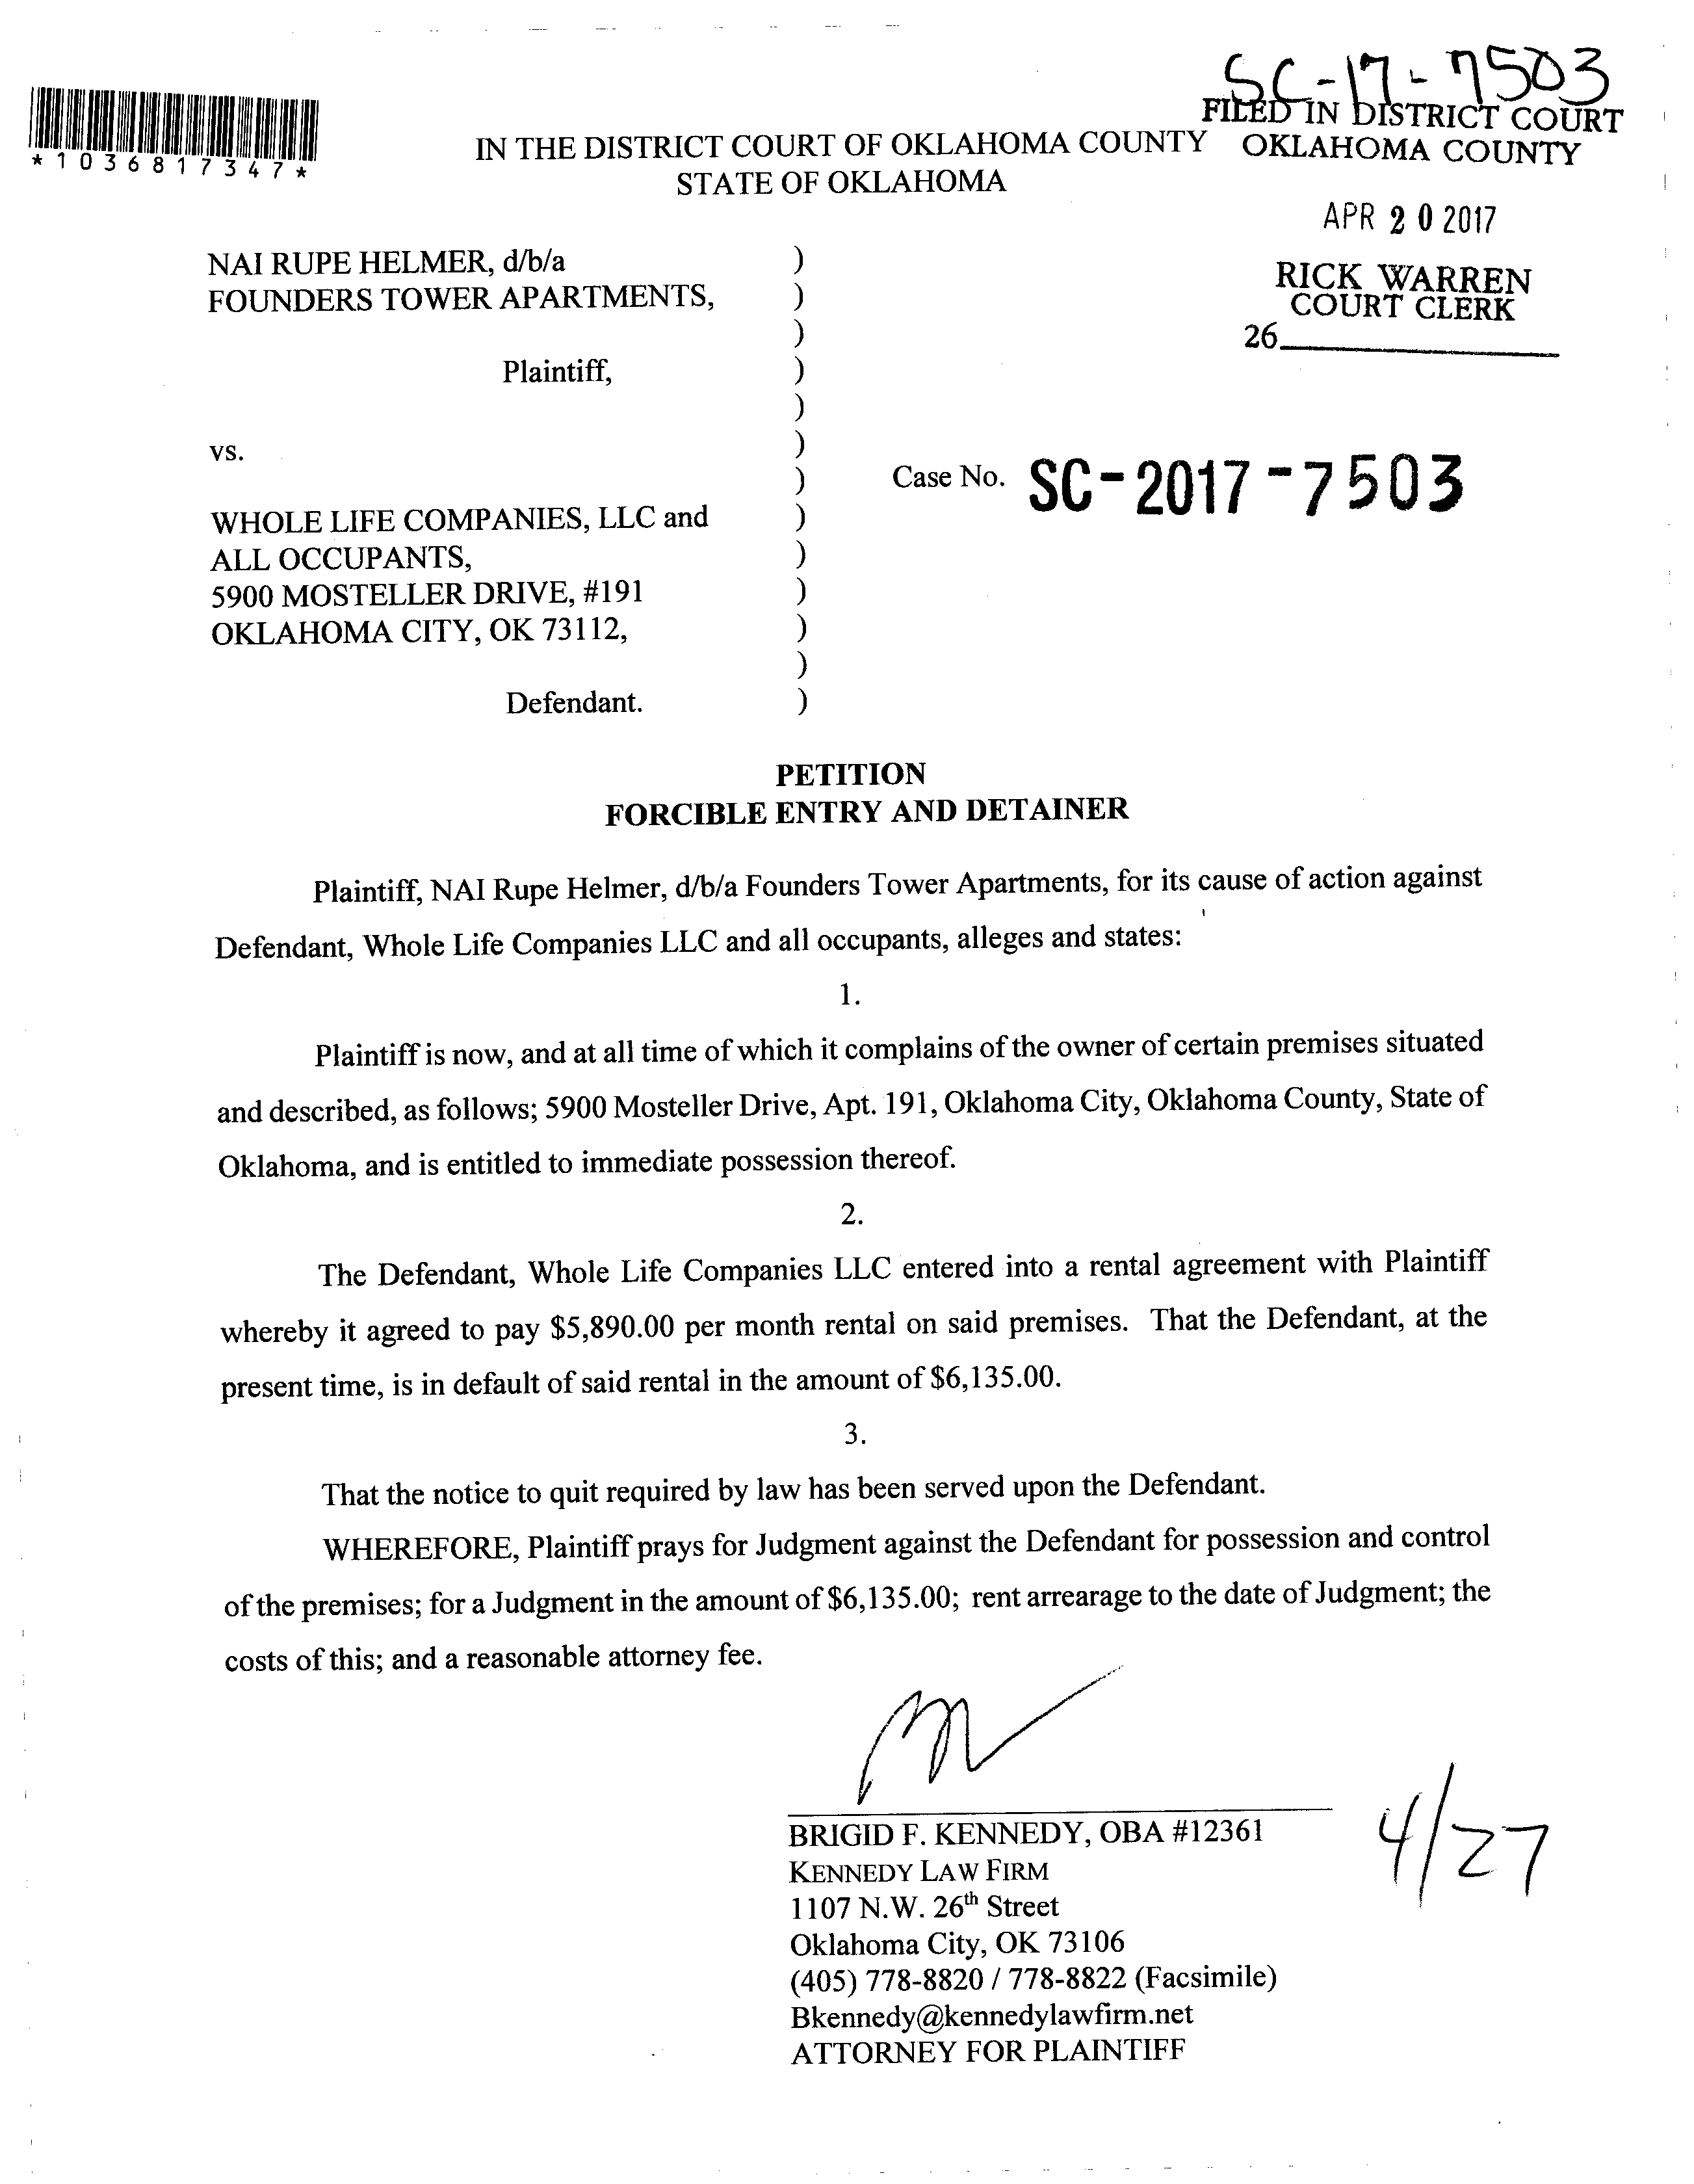 SC-17-7503
FILED IN DISTRICT COURT
OKLAHOMA COUNTY
*1036817347*
IN THE DISTRICT COURT OF OKLAHOMA COUNTY
STATE OF OKLAHOMA
APR 20 2017
RICK WARREN
COURT CLERK
26
NAI RUPE HELMER, d/b/a )
FOUNDERS TOWER APARTMENTS, )
)
Plaintiff, )
)
vs. )
)
Case No. SC-2017-7503
WHOLE LIFE COMPANIES, LLC and )
ALL OCCUPANTS, )
5900 MOSTELLER DRIVE, #191 )
OKLAHOMA CITY, OK 73112, )
)
Defendant. )
PETITION
FORCIBLE ENTRY AND DETAINER
Plaintiff, NAI Rupe Helmer, d/b/a Founders Tower Apartments, for its cause of action against
Defendant, Whole Life Companies LLC and all occupants, alleges and states:
1.
Plaintiff is now, and at all time of which it complains of the owner of certain premises situated
and described, as follows; 5900 Mosteller Drive, Apt. 191, Oklahoma City, Oklahoma County, State of
Oklahoma, and is entitled to immediate possession thereof.
2.
The Defendant, Whole Life Companies LLC entered into a rental agreement with Plaintiff
whereby it agreed to pay $5,890.00 per month rental on said premises. That the Defendant, at the
present time, is in default of said rental in the amount of $6,135.00.
3.
That the notice to quit required by law has been served upon the Defendant.
WHEREFORE, Plaintiff prays for Judgment against the Defendant for possession and control
of the premises; for a Judgment in the amount of $6,135.00; rent arrearage to the date of Judgment; the
costs of this; and a reasonable attorney fee.
BRIGID F. KENNEDY, OBA #12361
KENNEDY LAW FIRM
1107 N.W. 26th Street
Oklahoma City, OK 73106
(405) 778-8820 / 778-8822 (Facsimile)
Bkennedy@kennedylawfirm.net
ATTORNEY FOR PLAINTIFF
4/27